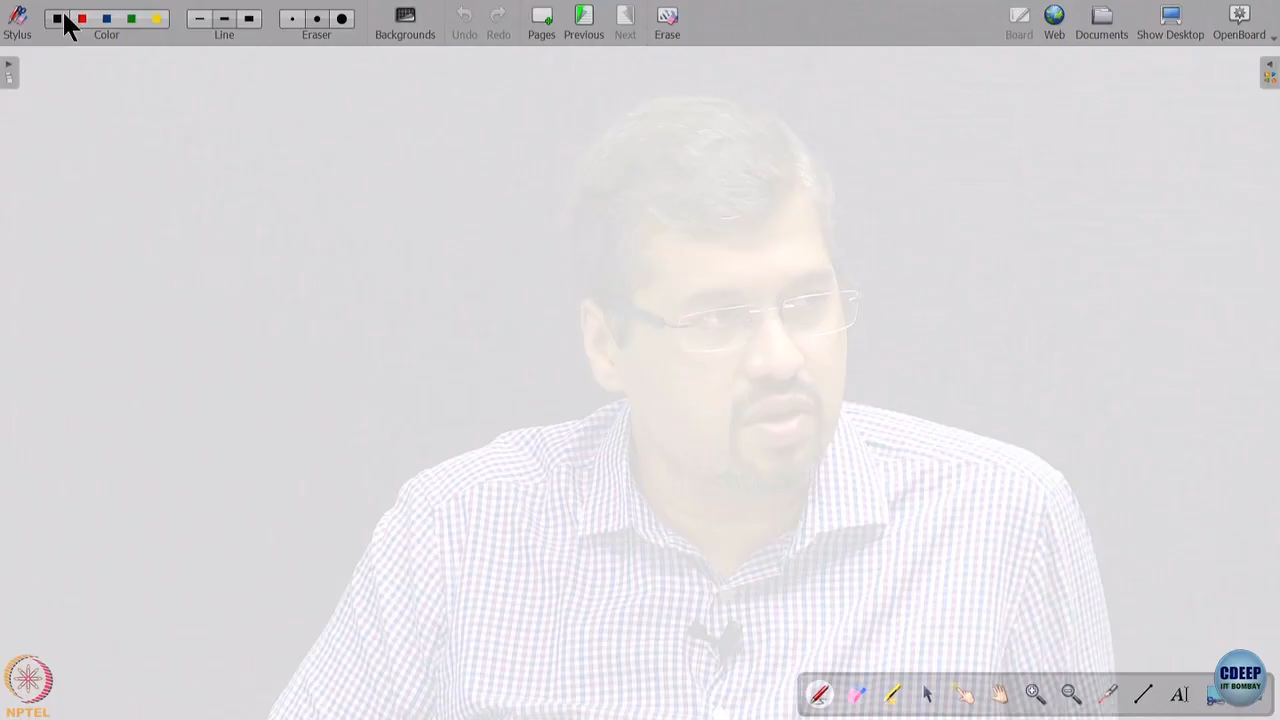 Stylus Color Line Eraser Backgrounds Undo Redo Pages Previous Next Erase Board Web Documents Show Desktop OpenBoard
NPTEL
CDEEP
IIT BOMBAY
AI